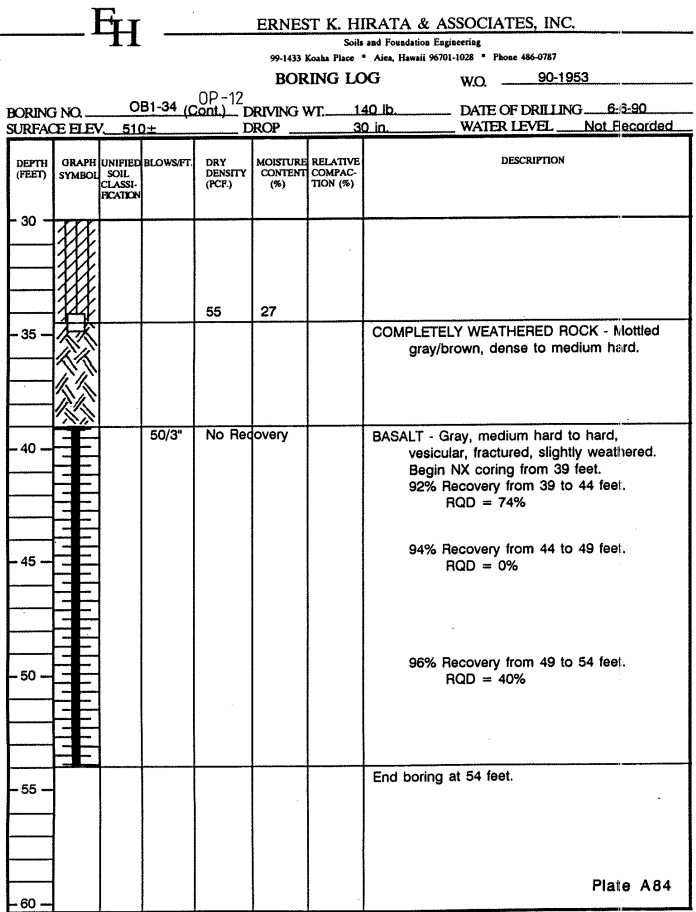 EH ERNEST K. HIRATA & ASSOCIATES, INC.
Soils and Foundation Engineering
99-1433 Koaha Place * Aiea, Hawaii 96701-1028 * Phone 486-0787
BORING LOG W.O. 90-1953
OP-12
BORING NO. OB1-34 (Cont.) DRIVING WT. 140 lb. DATE OF DRILLING 6-6-90
SURFACE ELEV. 510± DROP 30 in. WATER LEVEL Not Recorded
DEPTH (FEET) GRAPH SYMBOL UNIFIED SOIL CLASSI-FICATION BLOWS/FT. DRY DENSITY (PCF.) MOISTURE CONTENT (%) RELATIVE COMPAC-TION (%) DESCRIPTION
30
55 27
35 COMPLETELY WEATHERED ROCK - Mottled
gray/brown, dense to medium hard.
50/3" No Recovery BASALT - Gray, medium hard to hard,
40 vesicular, fractured, slightly weathered.
Begin NX coring from 39 feet.
92% Recovery from 39 to 44 feet.
RQD = 74%
94% Recovery from 44 to 49 feet.
45 RQD = 0%
96% Recovery from 49 to 54 feet.
50 RQD = 40%
End boring at 54 feet.
55
Plate A84
60